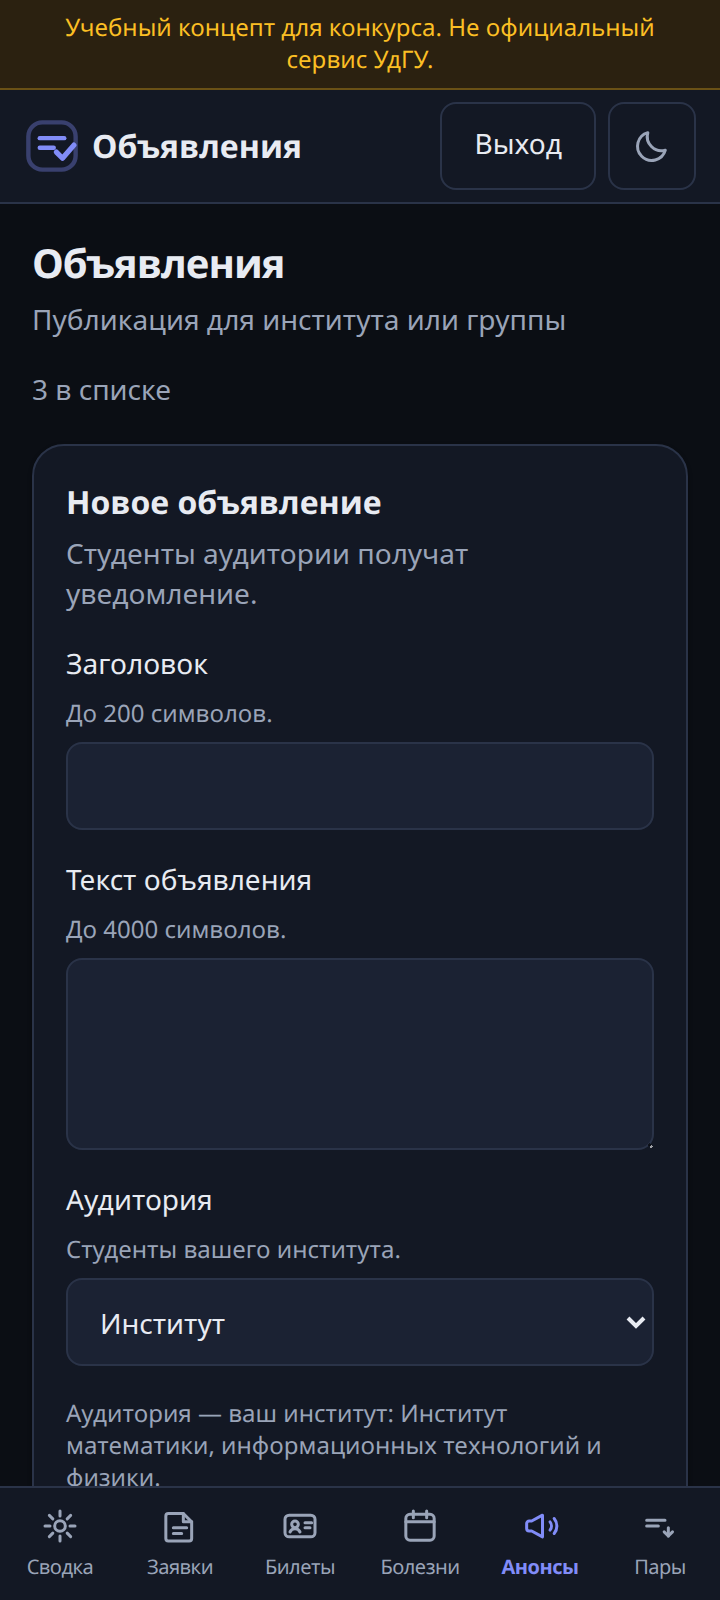 Учебный концепт для конкурса. Не официальный
сервис УдГУ.
Объявления
Выход
Объявления
Публикация для института или группы
3 в списке
Новое объявление
Студенты аудитории получат
уведомление.
Заголовок
До 200 символов.
Текст объявления
До 4000 символов.
Аудитория
Студенты вашего института.
Институт
Аудитория — ваш институт: Институт
математики, информационных технологий и
физики.
Сводка
Заявки
Билеты
Болезни
Анонсы
Пары